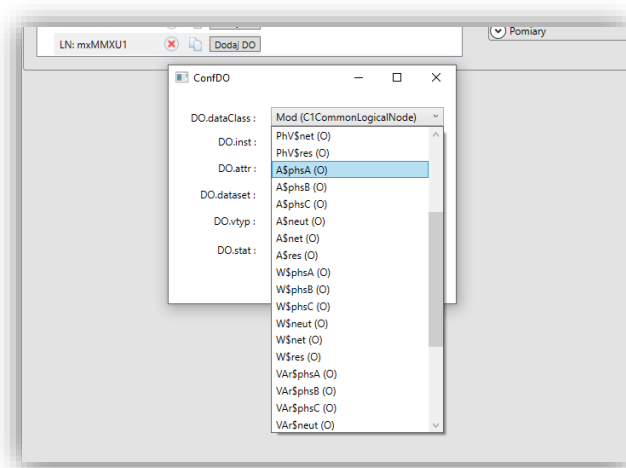 Pomiary
LN: mxMMXU1
Dodaj DO
ConfDO
DO.dataClass :
Mod (C1CommonLogicalNode)
DO.inst :
DO.attr :
DO.dataset :
DO.vtyp :
DO.stat :
PhV$net (O)
PhV$res (O)
A$phsA (O)
A$phsB (O)
A$phsC (O)
A$neut (O)
A$net (O)
A$res (O)
W$phsA (O)
W$phsB (O)
W$phsC (O)
W$neut (O)
W$net (O)
W$res (O)
VAr$phsA (O)
VAr$phsB (O)
VAr$phsC (O)
VAr$neut (O)